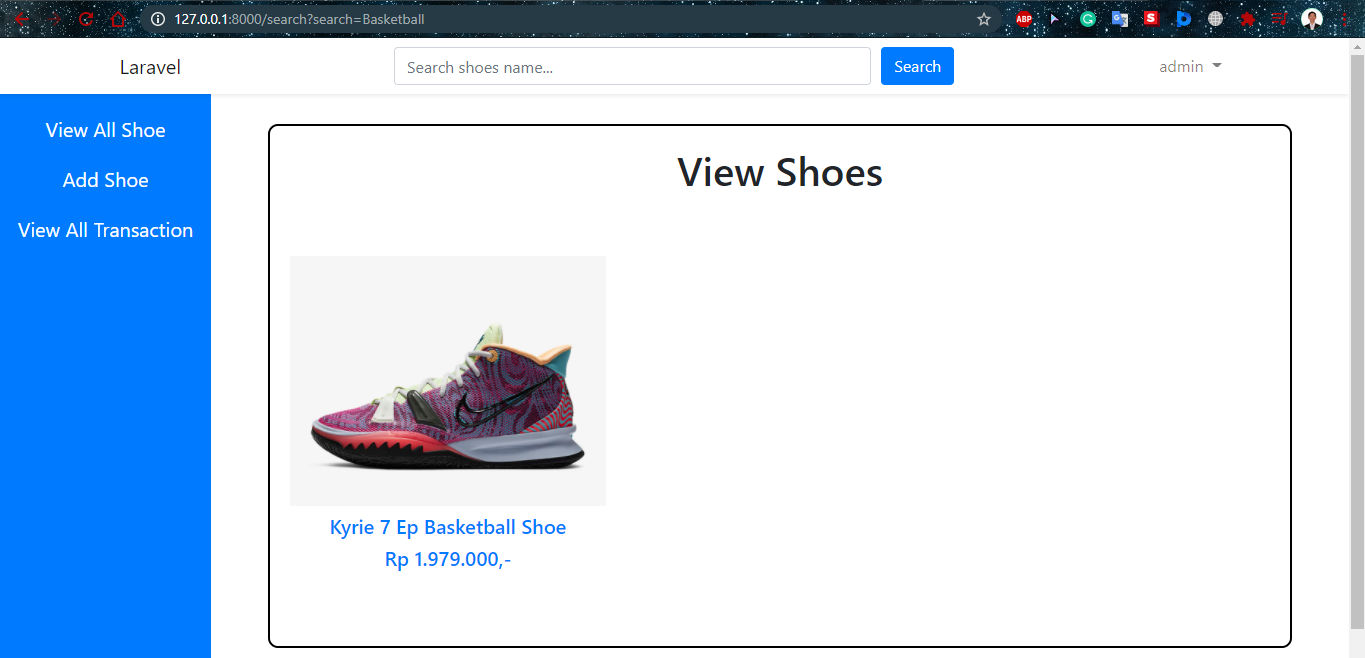 127.0.0.1:8000/search?search=Basketball
ABP
G
S
Laravel
Search shoes name...
Search
admin
View All Shoe
Add Shoe
View All Transaction
View Shoes
Kyrie 7 Ep Basketball Shoe
Rp 1.979.000,-